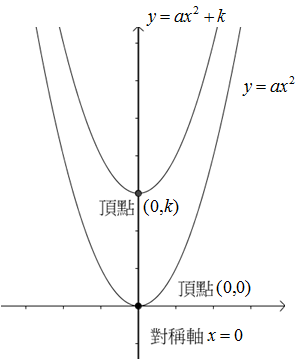 y = ax² + k
y = ax²
頂點 (0,k)
頂點 (0,0)
對稱軸 x = 0